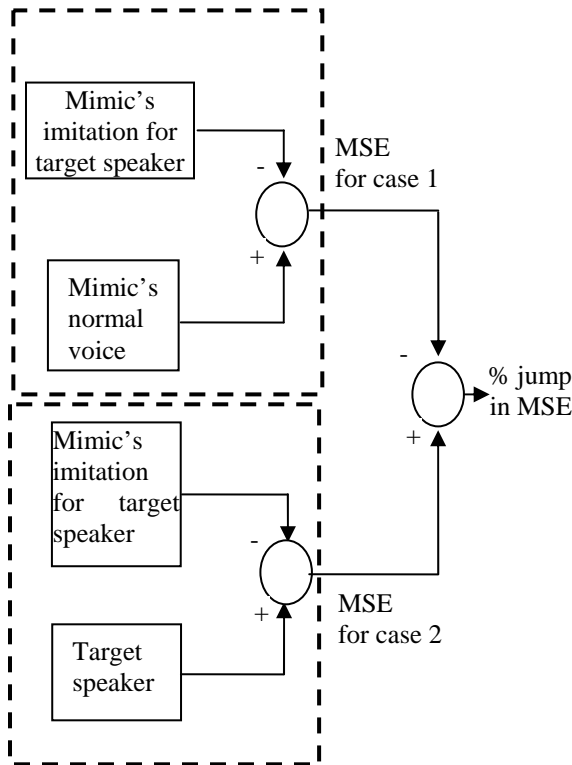 Mimic’s
imitation for
target speaker
-
MSE
for case 1
+
Mimic’s
normal
voice
-
% jump
in MSE
+
Mimic’s
imitation
for target
speaker
-
+
MSE
for case 2
Target
speaker